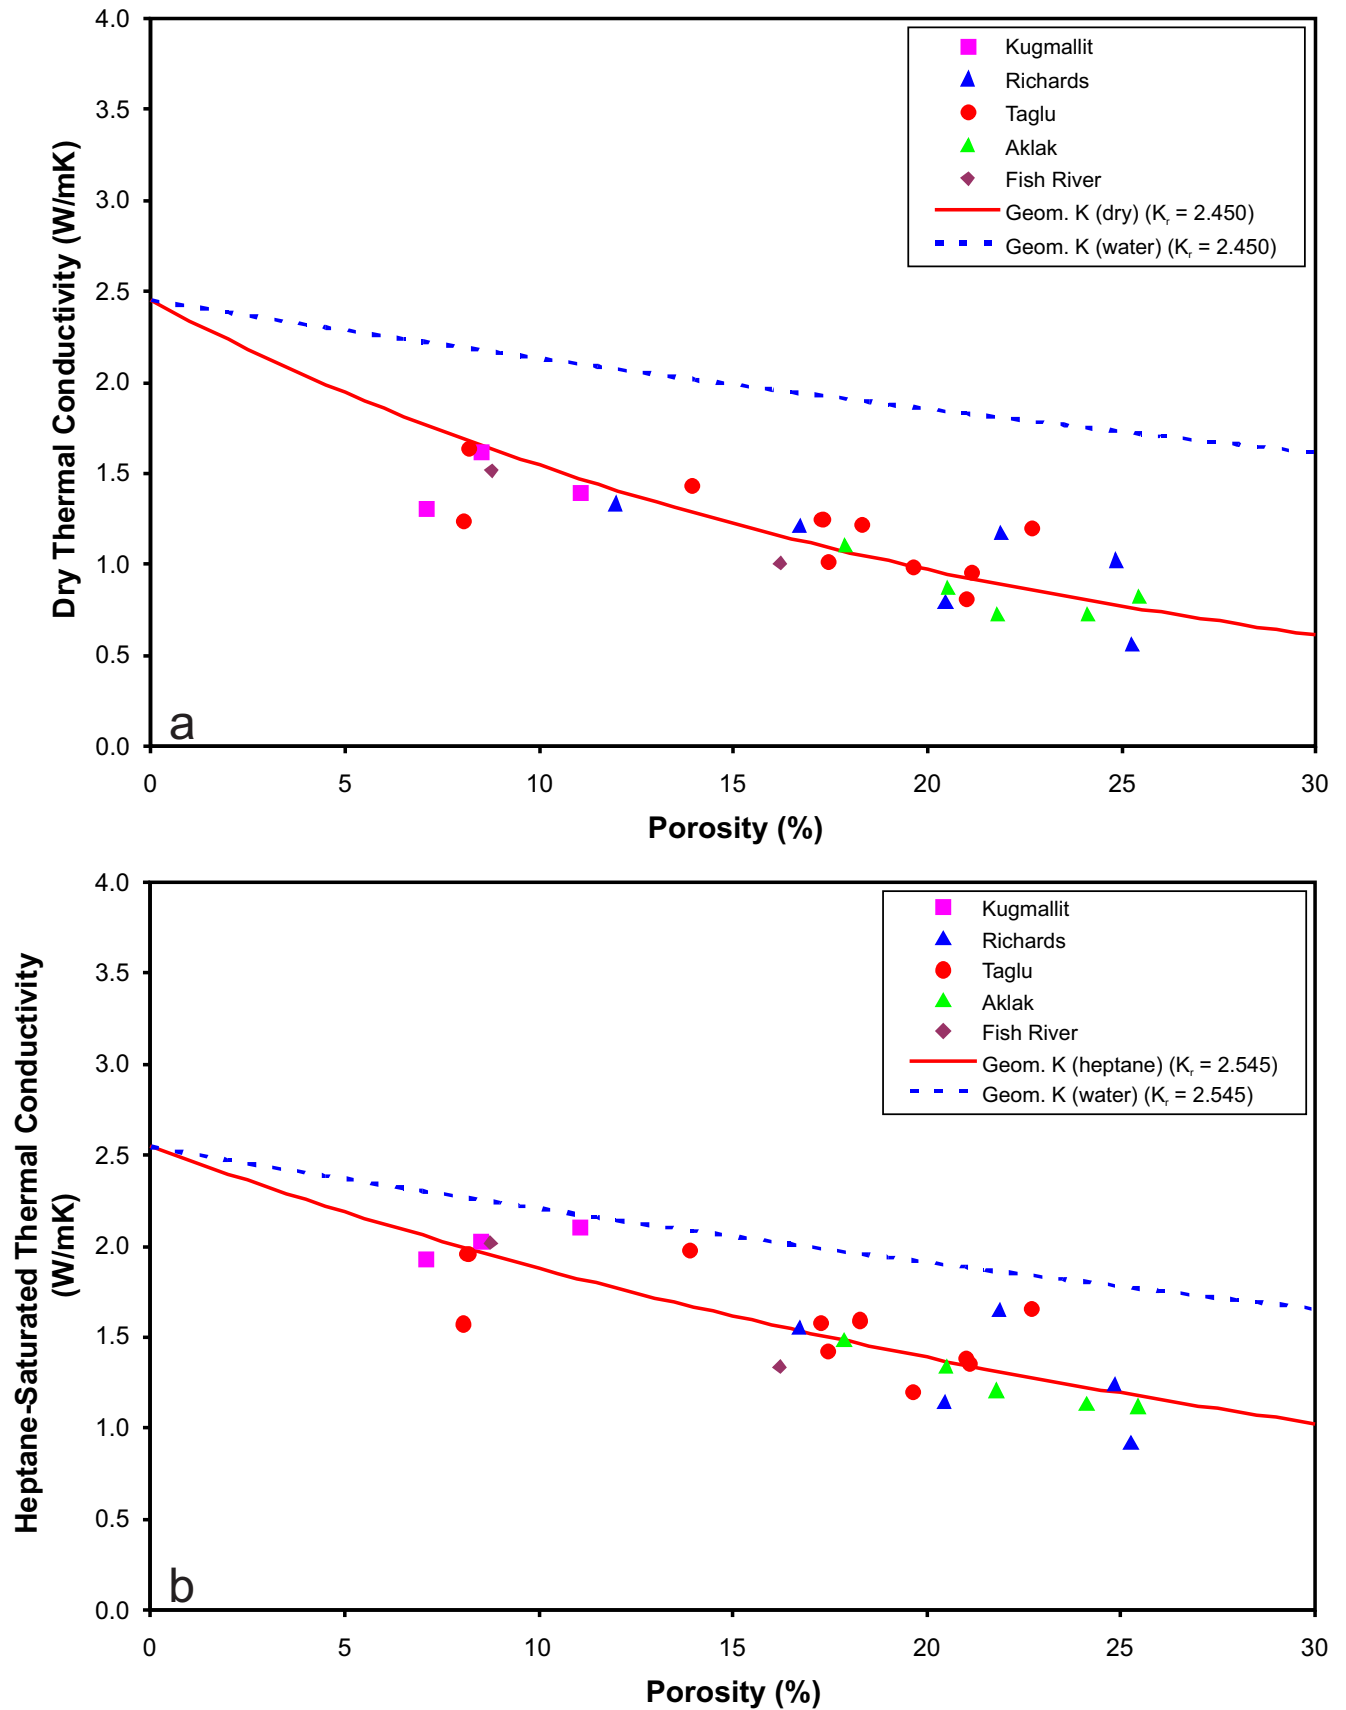 4.0
3.5
3.0
2.5
2.0
1.5
1.0
0.5
0.0
Dry Thermal Conductivity (W/mK)
Kugmallit
Richards
Taglu
Aklak
Fish River
Geom. K (dry) (Kr = 2.450)
Geom. K (water) (Kr = 2.450)
a
0 5 10 15 20 25 30
Porosity (%)
4.0
3.5
3.0
2.5
2.0
1.5
1.0
0.5
0.0
Heptane-Saturated Thermal Conductivity
(W/mK)
Kugmallit
Richards
Taglu
Aklak
Fish River
Geom. K (heptane) (Kr = 2.545)
Geom. K (water) (Kr = 2.545)
b
0 5 10 15 20 25 30
Porosity (%)